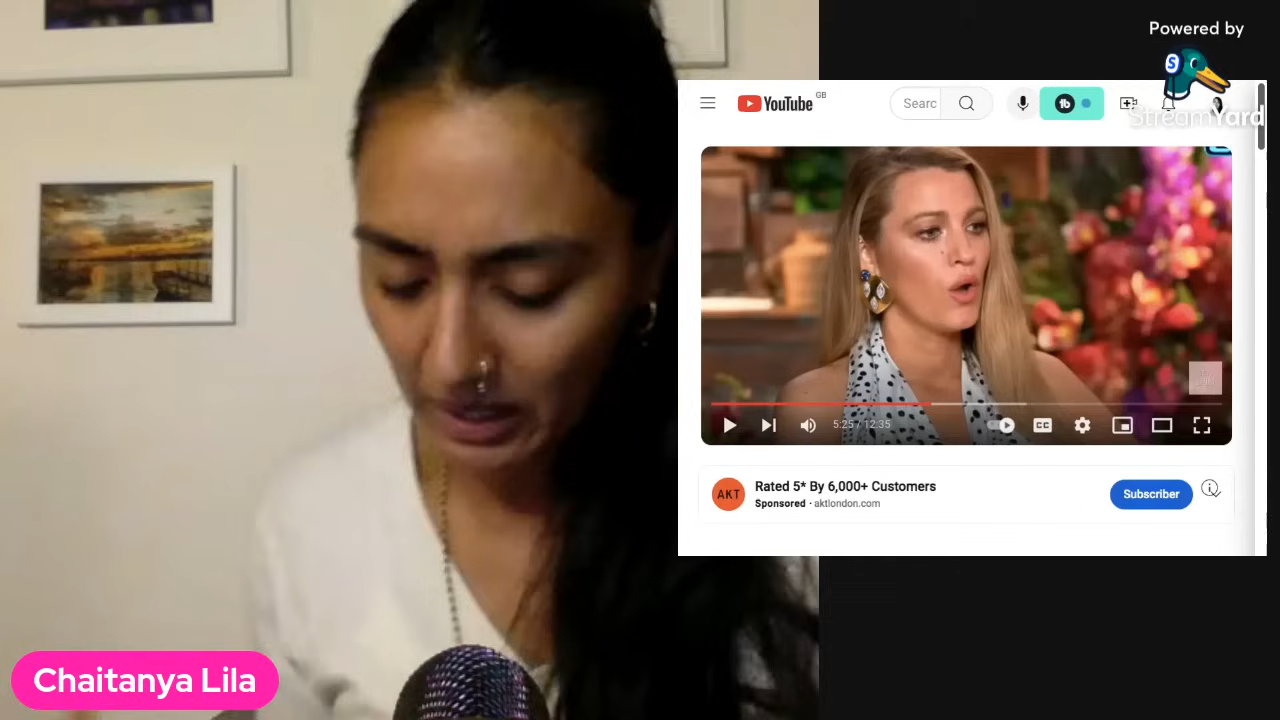 Powered by
StreamYard
YouTube
GB
Searc
5:25 / 12:35
CC
AKT
Rated 5* By 6,000+ Customers
Sponsored · aktlondon.com
Subscriber
Chaitanya Lila